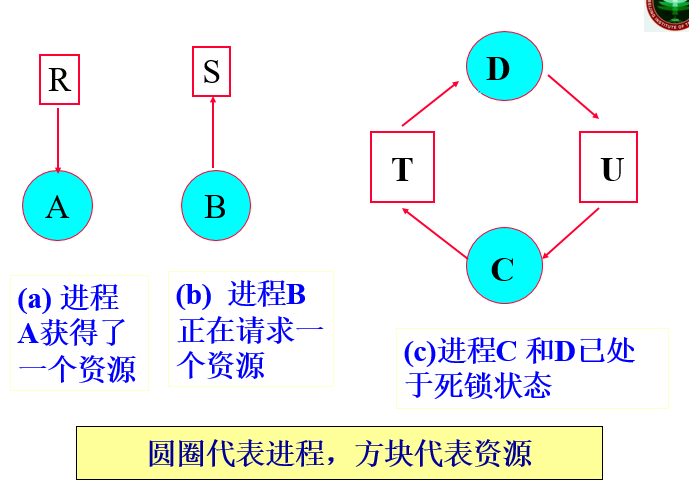 R
S
A
B
D
T
U
C
(a) 进程
A获得了
一个资源
(b) 进程B
正在请求一
个资源
(c)进程C 和D已处
于死锁状态
圆圈代表进程，方块代表资源